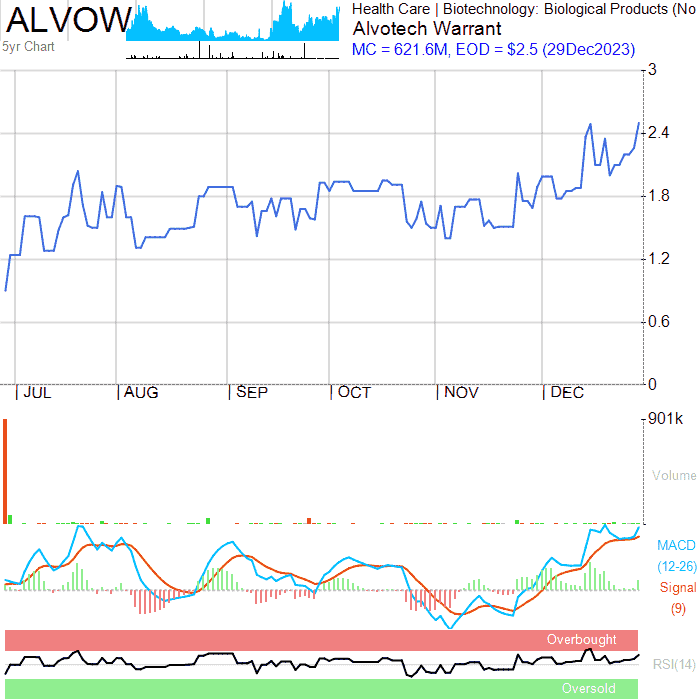 ALVOW
5yr Chart
Health Care | Biotechnology: Biological Products (No
Alvotech Warrant
MC = 621.6M, EOD = $2.5 (29Dec2023)
3
2.4
1.8
1.2
0.6
0
JUL AUG SEP OCT NOV DEC
901k
Volume
MACD
(12-26)
Signal
(9)
Overbought
RSI(14)
Oversold